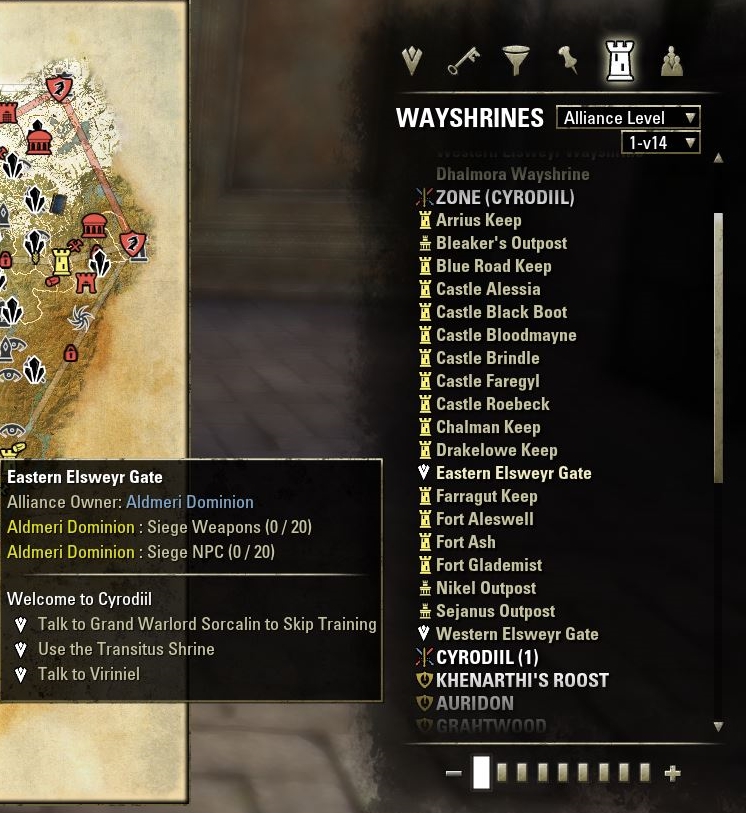 WAYSHRINES
Alliance Level
1-v14
Western Elsweyr Wayshrine
Dhalmora Wayshrine
ZONE (CYRODIIL)
Arrius Keep
Bleaker's Outpost
Blue Road Keep
Castle Alessia
Castle Black Boot
Castle Bloodmayne
Castle Brindle
Castle Faregyl
Castle Roebeck
Chalman Keep
Drakelowe Keep
Eastern Elsweyr Gate
Farragut Keep
Fort Aleswell
Fort Ash
Fort Glademist
Nikel Outpost
Sejanus Outpost
Western Elsweyr Gate
CYRODIIL (1)
KHENARTHI'S ROOST
AURIDON
GRAHTWOOD
Eastern Elsweyr Gate
Alliance Owner: Aldmeri Dominion
Aldmeri Dominion : Siege Weapons (0 / 20)
Aldmeri Dominion : Siege NPC (0 / 20)
Welcome to Cyrodiil
Talk to Grand Warlord Sorcalin to Skip Training
Use the Transitus Shrine
Talk to Viriniel